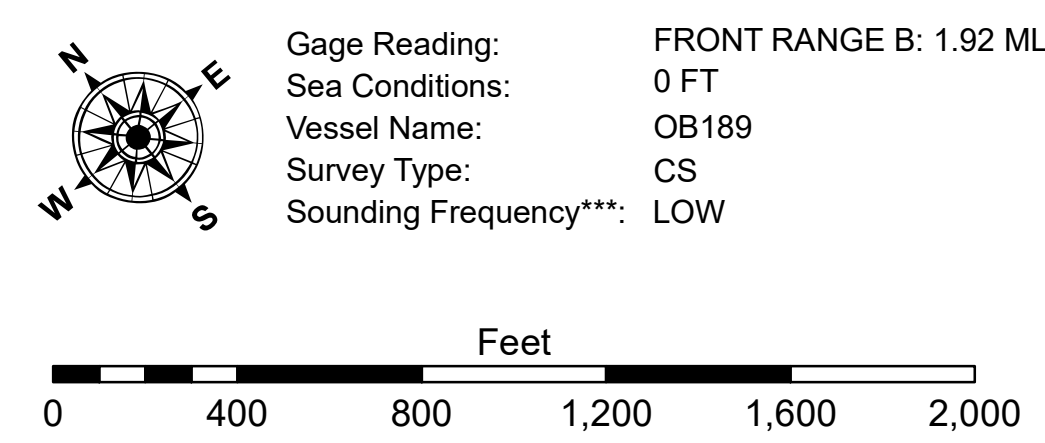 N E
W S
Gage Reading: FRONT RANGE B: 1.92 ML
Sea Conditions: 0 FT
Vessel Name: OB189
Survey Type: CS
Sounding Frequency***: LOW
Feet
0 400 800 1,200 1,600 2,000